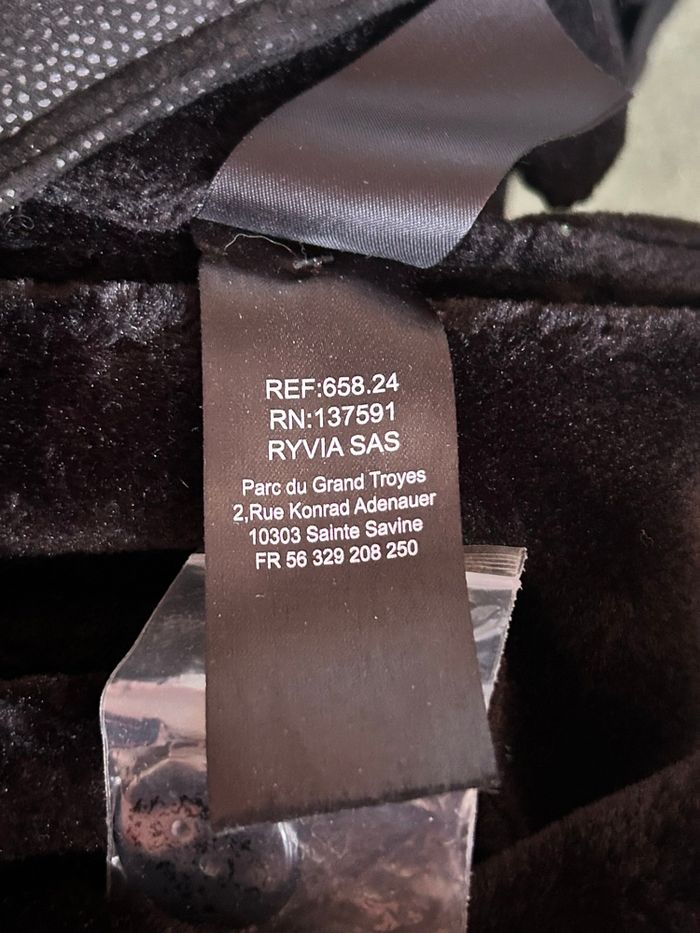 REF:658.24
RN:137591
RYVIA SAS
Parc du Grand Troyes
2,Rue Konrad Adenauer
10303 Sainte Savine
FR 56 329 208 250